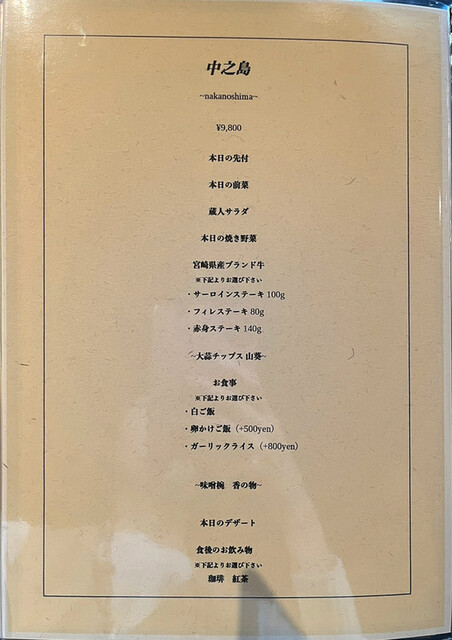 中之島
~nakanoshima~
¥9,800
本日の先付
本日の前菜
蔵人サラダ
本日の焼き野菜
宮崎県産ブランド牛
※下記よりお選び下さい
・サーロインステーキ 100g
・フィレステーキ 80g
・赤身ステーキ 140g
~大蒜チップス 山葵~
お食事
※下記よりお選び下さい
・白ご飯
・卵かけご飯（+500yen）
・ガーリックライス（+800yen）
~味噌椀　香の物~
本日のデザート
食後のお飲み物
※下記よりお選び下さい
珈琲　紅茶